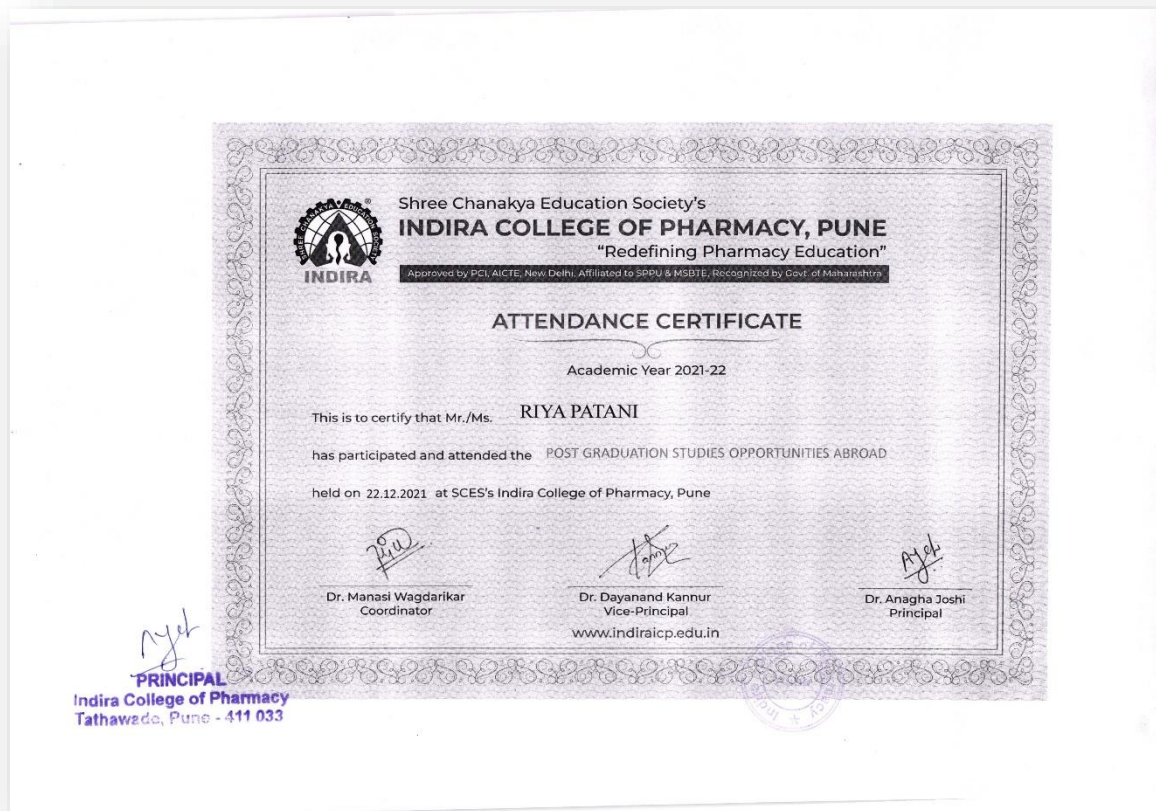 SHREE CHANAKYA EDUCATION SOCIETY
®
INDIRA
Shree Chanakya Education Society's
INDIRA COLLEGE OF PHARMACY, PUNE
“Redefining Pharmacy Education”
Approved by PCI, AICTE, New Delhi. Affiliated to SPPU & MSBTE, Recognized by Govt. of Maharashtra
ATTENDANCE CERTIFICATE
Academic Year 2021-22
This is to certify that Mr./Ms. RIYA PATANI
has participated and attended the POST GRADUATION STUDIES OPPORTUNITIES ABROAD
held on 22.12.2021 at SCES's Indira College of Pharmacy, Pune
Dr. Manasi Wagdarikar
Coordinator
Dr. Dayanand Kannur
Vice-Principal
Dr. Anagha Joshi
Principal
www.indiraicp.edu.in
PRINCIPAL
Indira College of Pharmacy
Tathawade, Pune - 411 033